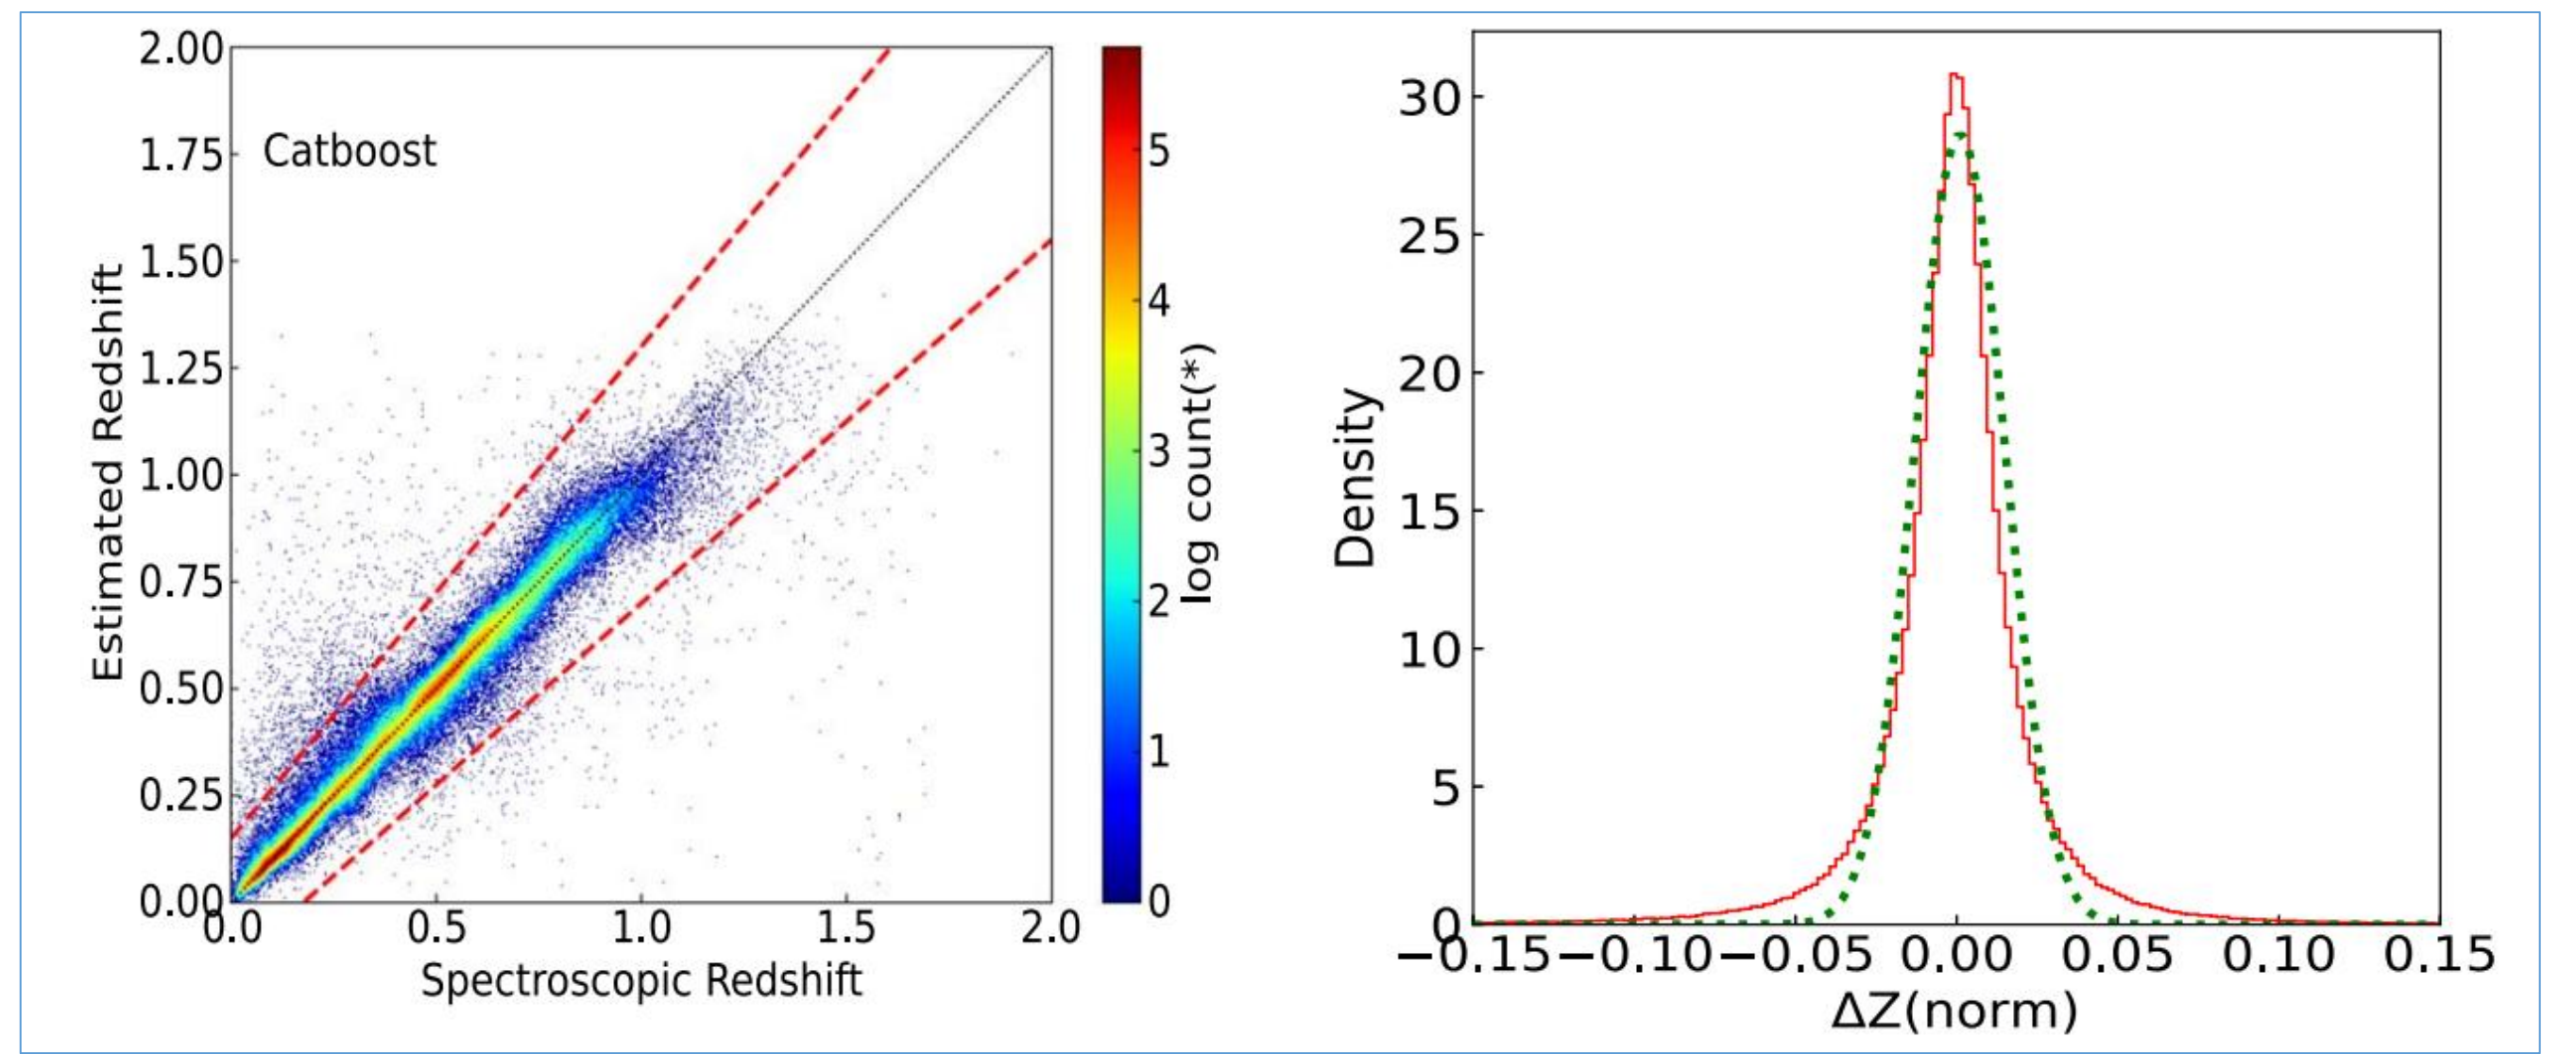 2.00
1.75
1.50
1.25
1.00
0.75
0.50
0.25
0.00
Estimated Redshift
Catboost
0.0 0.5 1.0 1.5 2.0
Spectroscopic Redshift
5
4
3
2
1
0
log count(*)
30
25
20
15
10
5
0
Density
−0.15 −0.10 −0.05 0.00 0.05 0.10 0.15
ΔZ(norm)